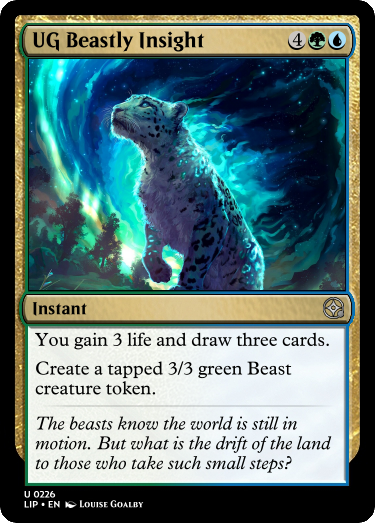 UG Beastly Insight 4
Instant
You gain 3 life and draw three cards.
Create a tapped 3/3 green Beast
creature token.
The beasts know the world is still in
motion. But what is the drift of the land
to those who take such small steps?
U 0226
LIP • EN Louise Goalby